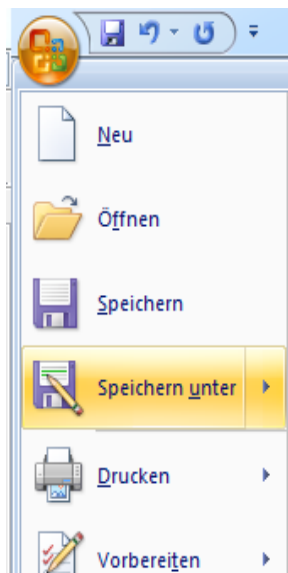 Neu
Öffnen
Speichern
Speichern unter
Drucken
Vorbereiten